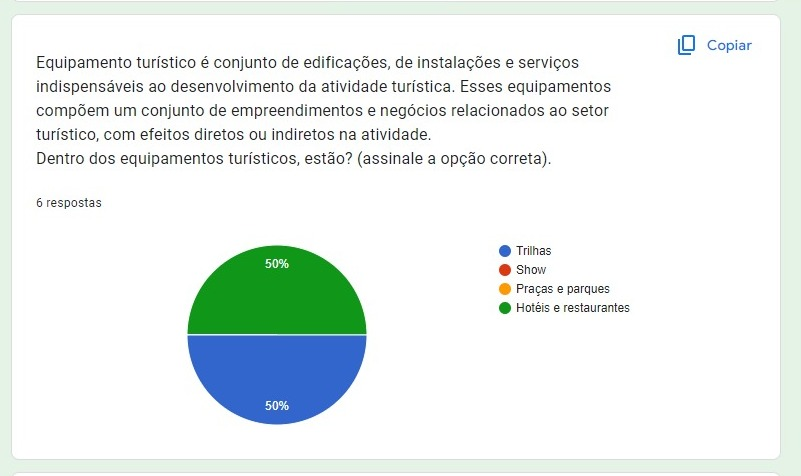 Copiar
Equipamento turístico é conjunto de edificações, de instalações e serviços
indispensáveis ao desenvolvimento da atividade turística. Esses equipamentos
compõem um conjunto de empreendimentos e negócios relacionados ao setor
turístico, com efeitos diretos ou indiretos na atividade.
Dentro dos equipamentos turísticos, estão? (assinale a opção correta).
6 respostas
50%
50%
Trilhas
Show
Praças e parques
Hotéis e restaurantes